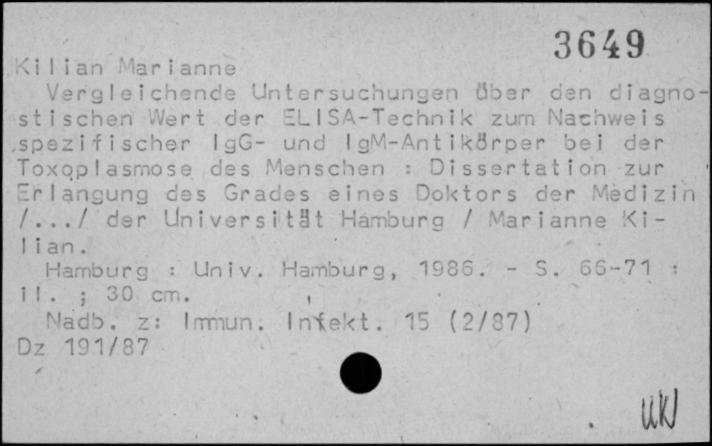 3649
Kilian Marianne
Vergleichende Untersuchungen über den diagno-
stischen Wert der ELISA-Technik zum Nachweis
spezifischer IgG- und IgM-Antikörper bei der
Toxoplasmose des Menschen : Dissertation zur
Erlangung des Grades eines Doktors der Medizin
/.../ der Universität Hamburg / Marianne Ki-
lian.
Hamburg : Univ. Hamburg, 1986. - S. 66-71 :
il. ; 30 cm.
Nadb. z: Immun. Infekt. 15 (2/87)
Dz 191/87
UKJ